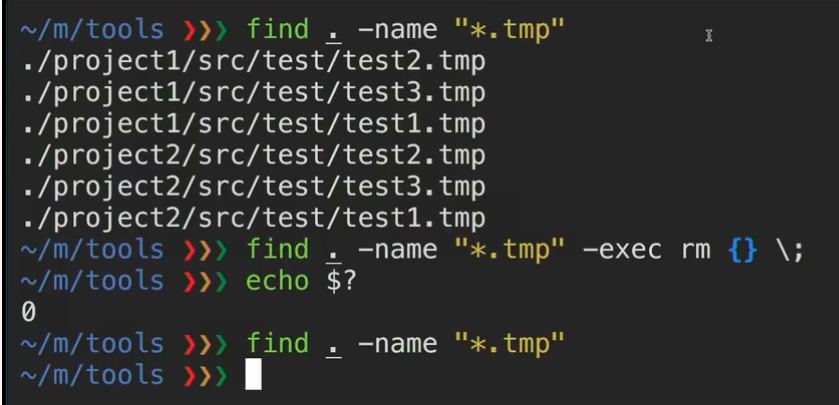 ~/m/tools ❯❯❯ find . -name "*.tmp"
./project1/src/test/test2.tmp
./project1/src/test/test3.tmp
./project1/src/test/test1.tmp
./project2/src/test/test2.tmp
./project2/src/test/test3.tmp
./project2/src/test/test1.tmp
~/m/tools ❯❯❯ find . -name "*.tmp" -exec rm {} \;
~/m/tools ❯❯❯ echo $?
0
~/m/tools ❯❯❯ find . -name "*.tmp"
~/m/tools ❯❯❯